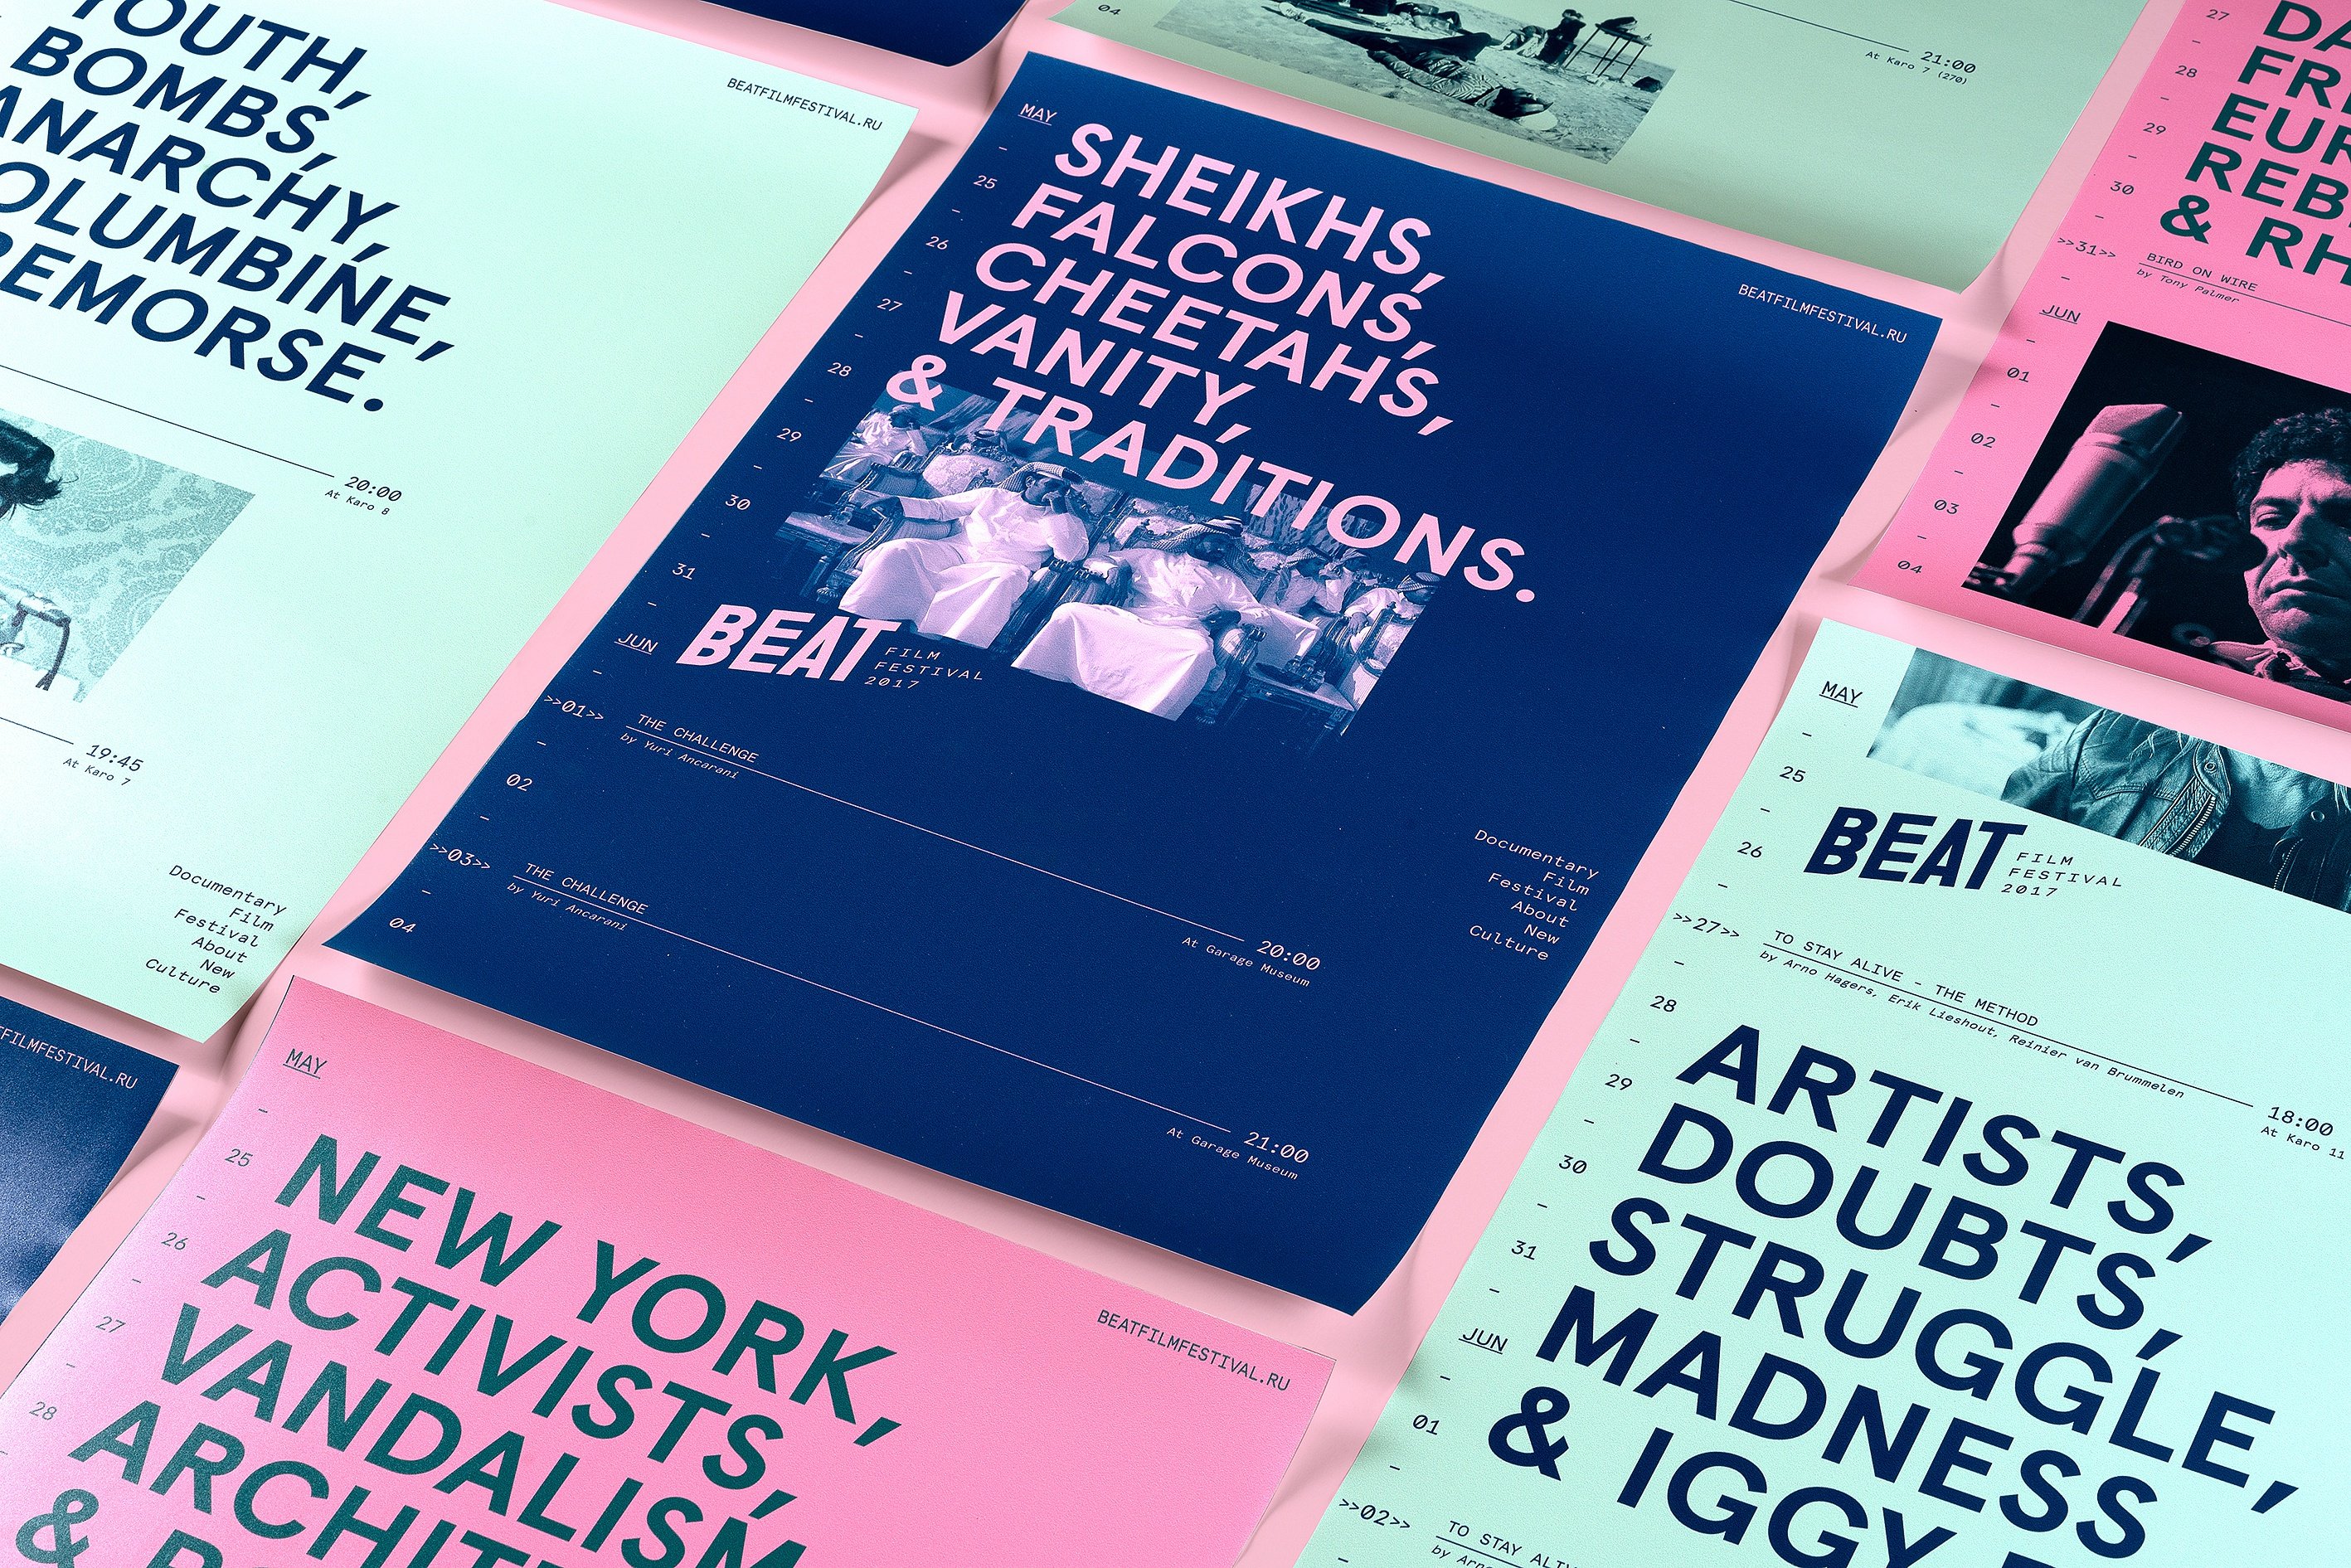 BOMBS,
REMORSE.
BEATFILMFESTIVAL.RU
20:00
At Karo 8
19:45
At Karo 7
Documentary
Film
Festival
About
New
Culture
04
21:00
At Karo 7 (270)
MAY
25
26
27
28
29
30
31
JUN
>>01>>
02
>>03>>
04
SHEIKHS,
FALCONS,
CHEETAHS,
VANITY,
& TRADITIONS.
BEATFILMFESTIVAL.RU
BEAT
FILM
FESTIVAL
2017
THE CHALLENGE
by Yuri Ancarani
20:00
At Garage Museum
THE CHALLENGE
by Yuri Ancarani
21:00
At Garage Museum
Documentary
Film
Festival
About
New
Culture
27
28
29
30
>>31>>
JUN
01
02
03
04
&
BIRD ON WIRE
by Tony Palmer
MAY
25
26
BEAT
FILM
FESTIVAL
2017
>>27>>
TO STAY ALIVE - THE METHOD
by Arno Hagers, Erik Lieshout, Reinier van Brummelen
18:00
At Karo 11
28
29
30
31
JUN
01
>>02>>
ARTISTS,
DOUBTS,
STRUGGLE,
MADNESS
& IGGY
TO STAY
MAY
25
26
27
28
NEW YORK,
ACTIVISTS,
VANDALISM
&
BEATFILMFESTIVAL.RU